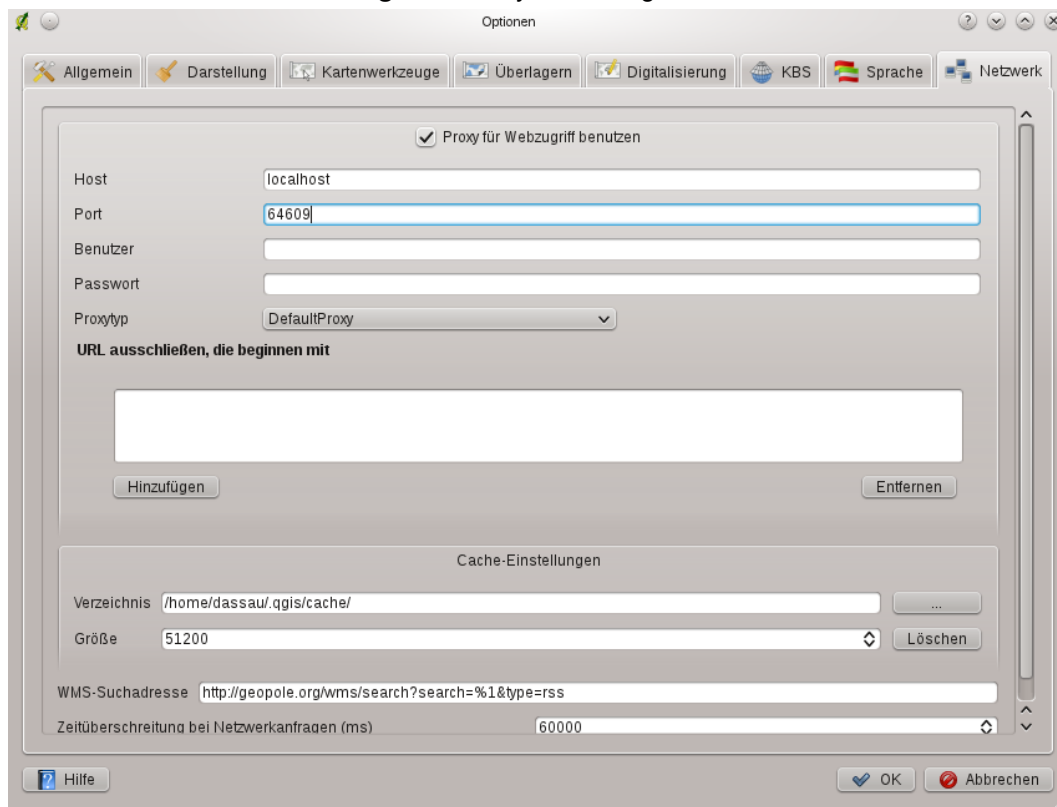 Optionen
Allgemein Darstellung Kartenwerkzeuge Überlagern Digitalisierung KBS Sprache Netzwerk
Proxy für Webzugriff benutzen
Host localhost
Port 64609
Benutzer
Passwort
Proxytyp DefaultProxy
URL ausschließen, die beginnen mit
Hinzufügen Entfernen
Cache-Einstellungen
Verzeichnis /home/dassau/.qgis/cache/ ...
Größe 51200 Löschen
WMS-Suchadresse http://geopole.org/wms/search?search=%1&type=rss
Zeitüberschreitung bei Netzwerkanfragen (ms) 60000
Hilfe OK Abbrechen